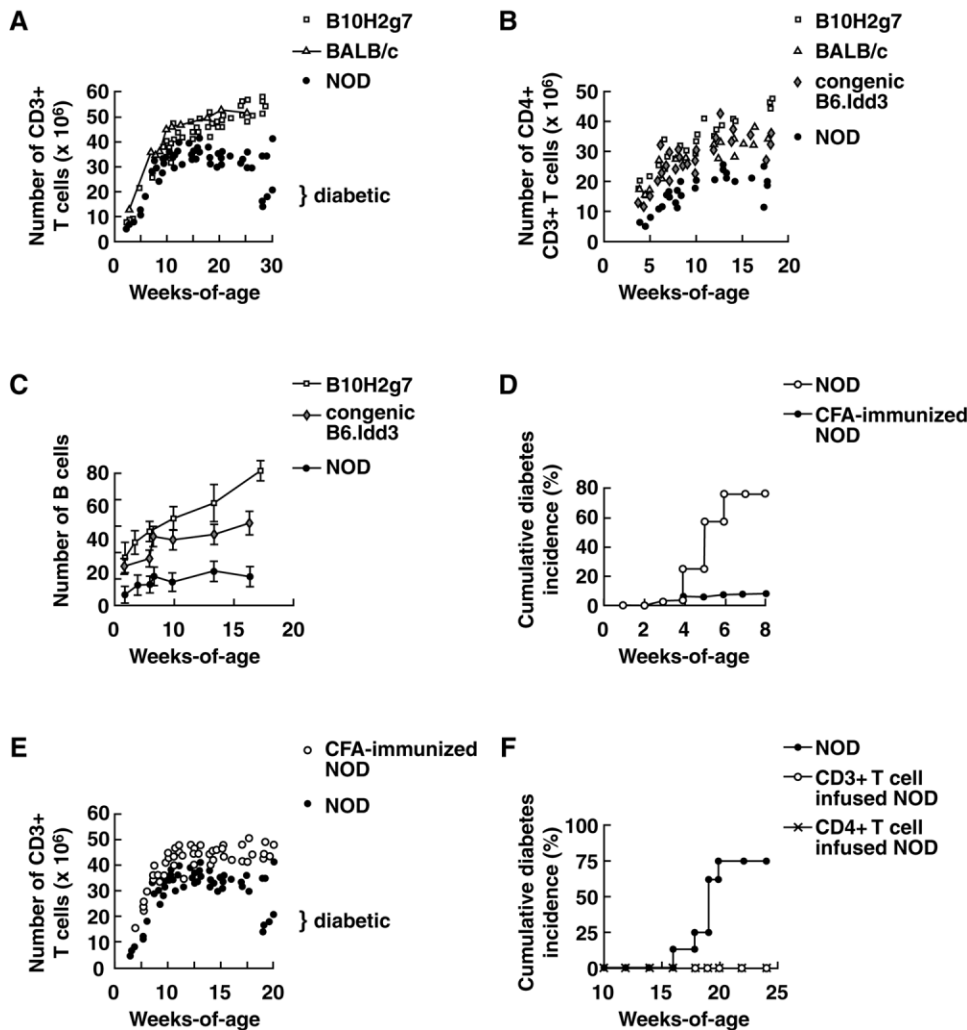 A
B10H2g7
BALB/c
NOD
Number of CD3+
T cells (x 10⁶)
60
50
40
30
20
10
0
0
10
20
30
Weeks-of-age
} diabetic
B
B10H2g7
BALB/c
congenic
B6.Idd3
NOD
Number of CD4+
CD3+ T cells (x 10⁶)
50
40
30
20
10
0
0
5
10
15
20
Weeks-of-age
C
B10H2g7
congenic
B6.Idd3
NOD
Number of B cells
80
60
40
20
0
0
10
20
Weeks-of-age
D
NOD
CFA-immunized
NOD
Cumulative diabetes
incidence (%)
80
60
40
20
0
0
2
4
6
8
Weeks-of-age
E
CFA-immunized
NOD
NOD
Number of CD3+
T cells (x 10⁶)
60
50
40
30
20
10
0
0
5
10
15
20
Weeks-of-age
} diabetic
F
NOD
CD3+ T cell
infused NOD
CD4+ T cell
infused NOD
Cumulative diabetes
incidence (%)
100
75
50
25
0
10
15
20
25
Weeks-of-age